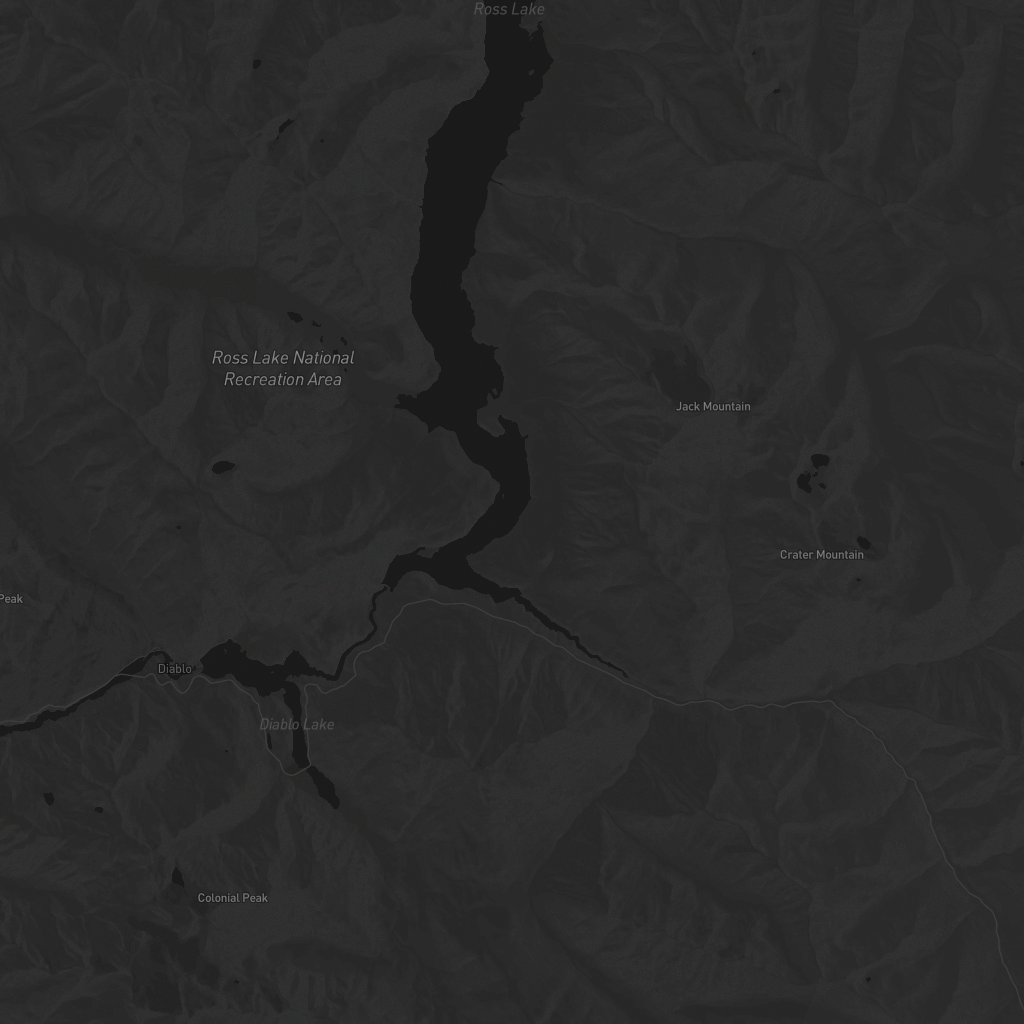 Ross Lake
Ross Lake National
Recreation Area
Jack Mountain
Crater Mountain
Peak
Diablo
Diablo Lake
Colonial Peak